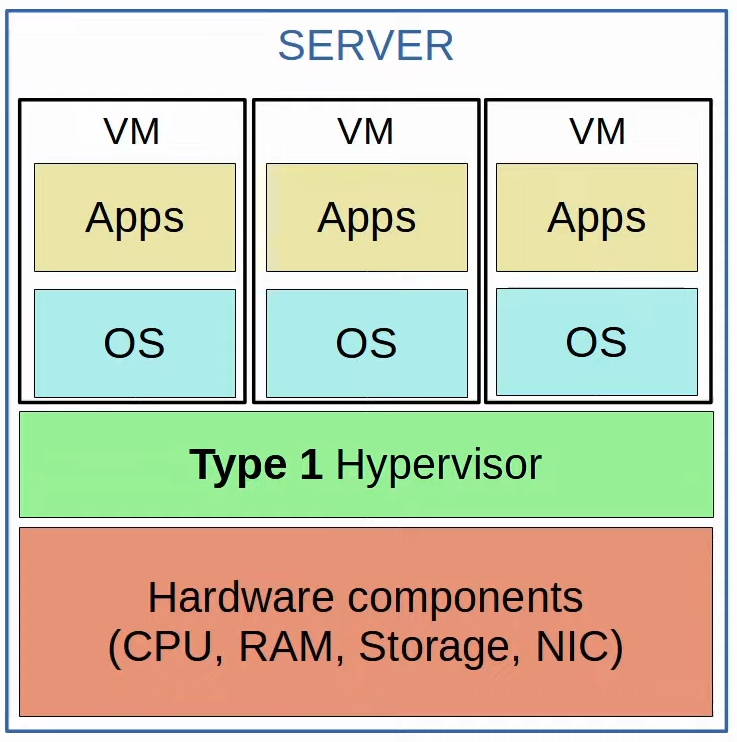 SERVER
VM
VM
VM
Apps
Apps
Apps
OS
OS
OS
Type 1 Hypervisor
Hardware components
(CPU, RAM, Storage, NIC)